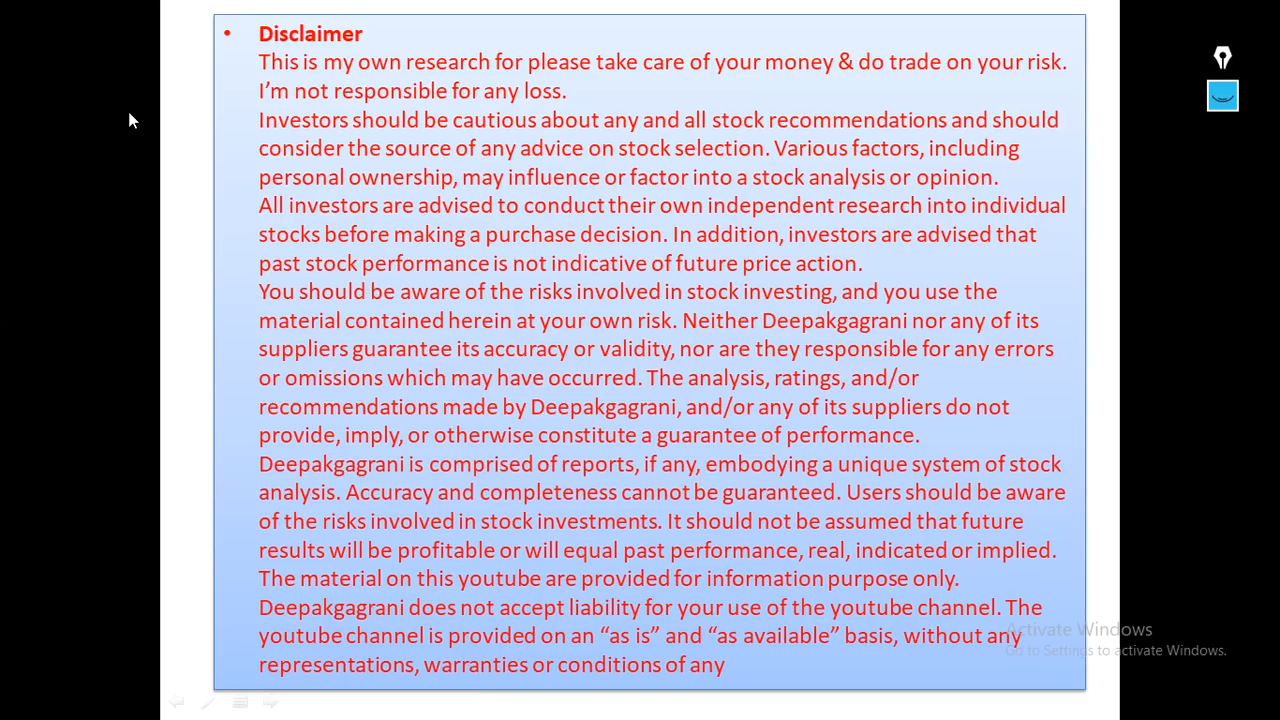 • Disclaimer
This is my own research for please take care of your money & do trade on your risk.
I’m not responsible for any loss.
Investors should be cautious about any and all stock recommendations and should
consider the source of any advice on stock selection. Various factors, including
personal ownership, may influence or factor into a stock analysis or opinion.
All investors are advised to conduct their own independent research into individual
stocks before making a purchase decision. In addition, investors are advised that
past stock performance is not indicative of future price action.
You should be aware of the risks involved in stock investing, and you use the
material contained herein at your own risk. Neither Deepakgagrani nor any of its
suppliers guarantee its accuracy or validity, nor are they responsible for any errors
or omissions which may have occurred. The analysis, ratings, and/or
recommendations made by Deepakgagrani, and/or any of its suppliers do not
provide, imply, or otherwise constitute a guarantee of performance.
Deepakgagrani is comprised of reports, if any, embodying a unique system of stock
analysis. Accuracy and completeness cannot be guaranteed. Users should be aware
of the risks involved in stock investments. It should not be assumed that future
results will be profitable or will equal past performance, real, indicated or implied.
The material on this youtube are provided for information purpose only.
Deepakgagrani does not accept liability for your use of the youtube channel. The
youtube channel is provided on an “as is” and “as available” basis, without any
representations, warranties or conditions of any
Activate Windows
Go to Settings to activate Windows.